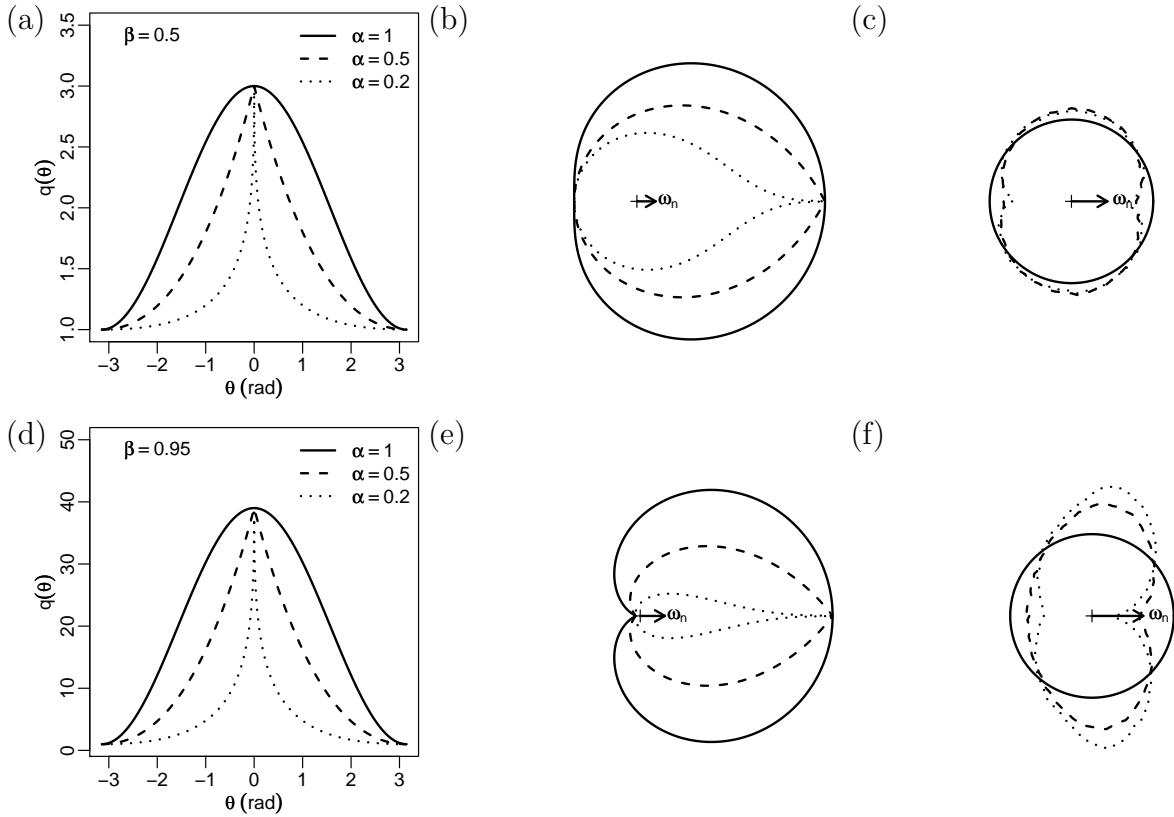 (a)
β = 0.5
α = 1
α = 0.5
α = 0.2
3.5
3.0
2.5
2.0
1.5
1.0
q(θ)
−3 −2 −1 0 1 2 3
θ (rad)
(b)
ωn
(c)
ωn
(d)
β = 0.95
α = 1
α = 0.5
α = 0.2
50
40
30
20
10
0
q(θ)
−3 −2 −1 0 1 2 3
θ (rad)
(e)
ωn
(f)
ωn